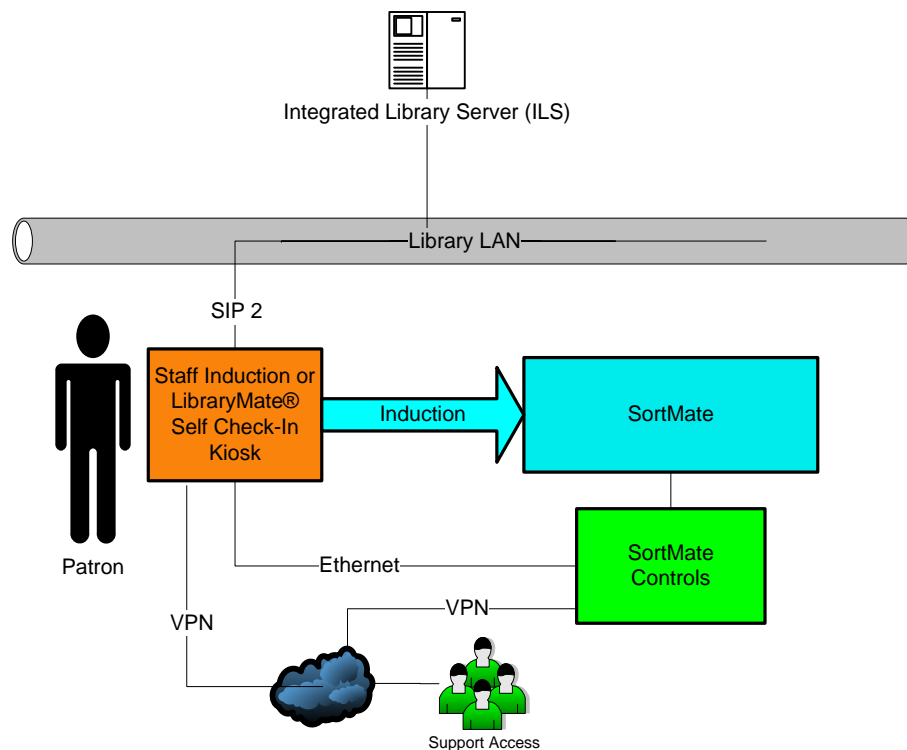 Integrated Library Server (ILS)
Library LAN
SIP 2
Staff Induction or
LibraryMate®
Self Check-In
Kiosk
Induction
SortMate
Patron
Ethernet
SortMate
Controls
VPN
VPN
Support Access